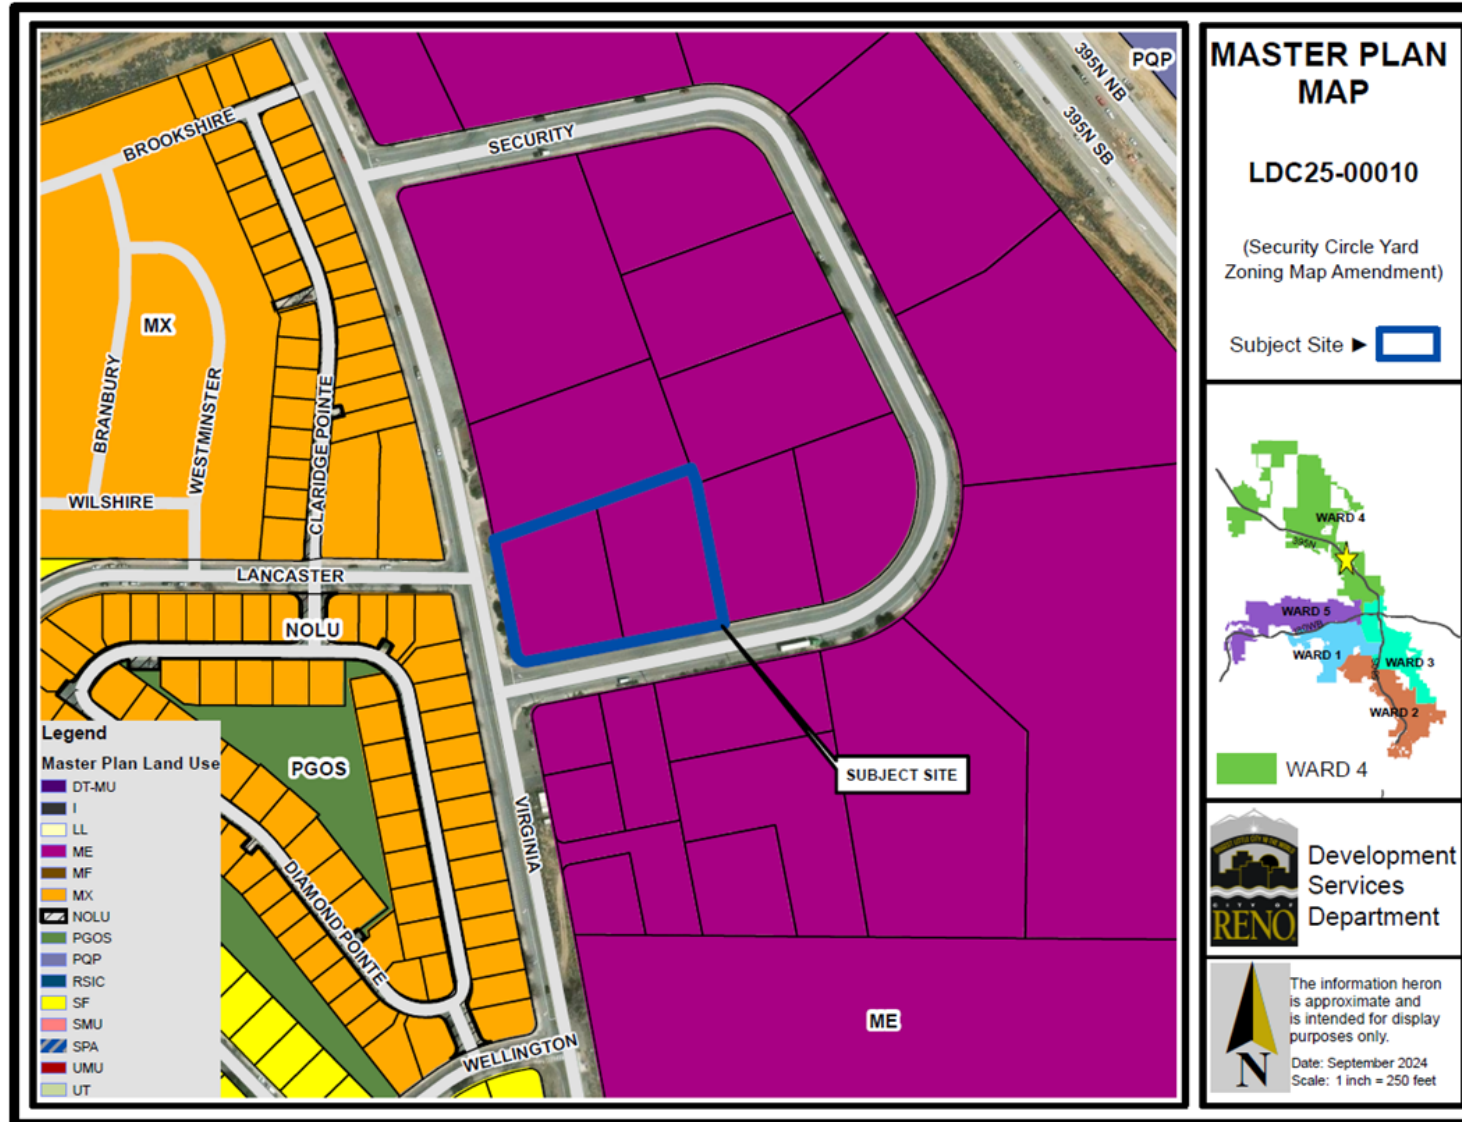 SECURITY
395N NB
395N SB
PQP
BROOKSHIRE
MX
BRANBURY
WESTMINSTER
CLARIDGE POINTE
WILSHIRE
LANCASTER
NOLU
PGOS
VIRGINIA
DIAMOND POINTE
WELLINGTON
SUBJECT SITE
ME
Legend
Master Plan Land Use
DT-MU
I
LL
ME
MF
MX
NOLU
PGOS
PQP
RSIC
SF
SMU
SPA
UMU
UT
MASTER PLAN
MAP
LDC25-00010
(Security Circle Yard
Zoning Map Amendment)
Subject Site ►
WARD 4
395N
WARD 5
WARD 1
WARD 3
WARD 2
WARD 4
CITY OF
RENO
Development
Services
Department
N
The information heron
is approximate and
is intended for display
purposes only.
Date: September 2024
Scale: 1 inch = 250 feet